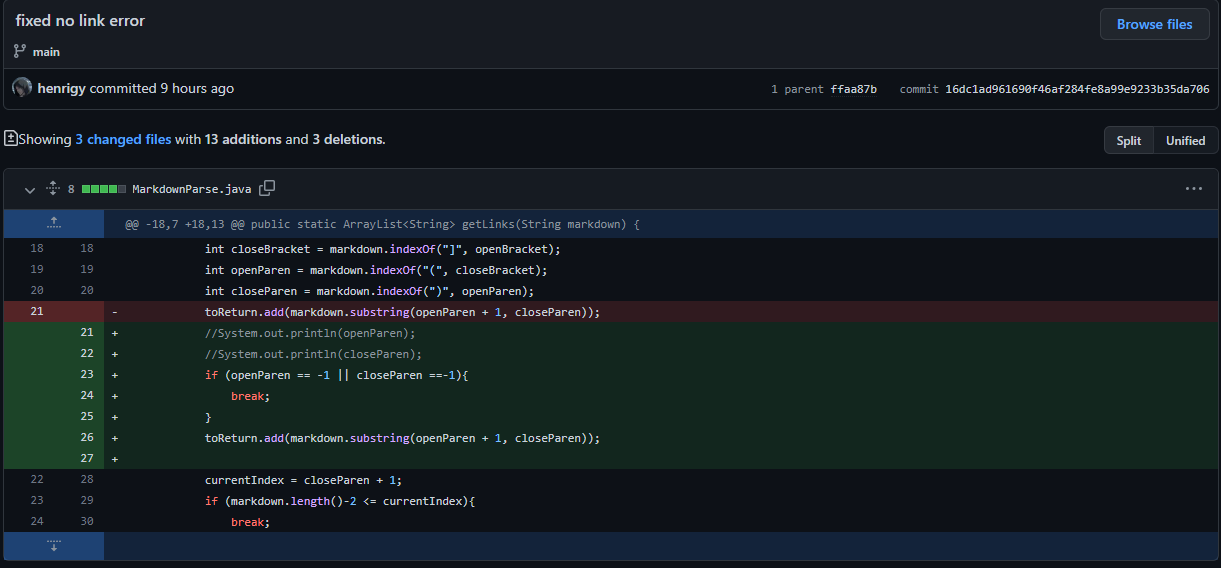 fixed no link error
Browse files
main
henrigy committed 9 hours ago
1 parent ffaa87b commit 16dc1ad961690f46af284fe8a99e9233b35da706
Showing 3 changed files with 13 additions and 3 deletions.
Split Unified
8 MarkdownParse.java
@@ -18,7 +18,13 @@ public static ArrayList<String> getLinks(String markdown) {
18 18 int closeBracket = markdown.indexOf("]", openBracket);
19 19 int openParen = markdown.indexOf("(", closeBracket);
20 20 int closeParen = markdown.indexOf(")", openParen);
21 - toReturn.add(markdown.substring(openParen + 1, closeParen));
21 + //System.out.println(openParen);
22 + //System.out.println(closeParen);
23 + if (openParen == -1 || closeParen ==-1){
24 + break;
25 + }
26 + toReturn.add(markdown.substring(openParen + 1, closeParen));
27 +
22 28 currentIndex = closeParen + 1;
23 29 if (markdown.length()-2 <= currentIndex){
24 30 break;